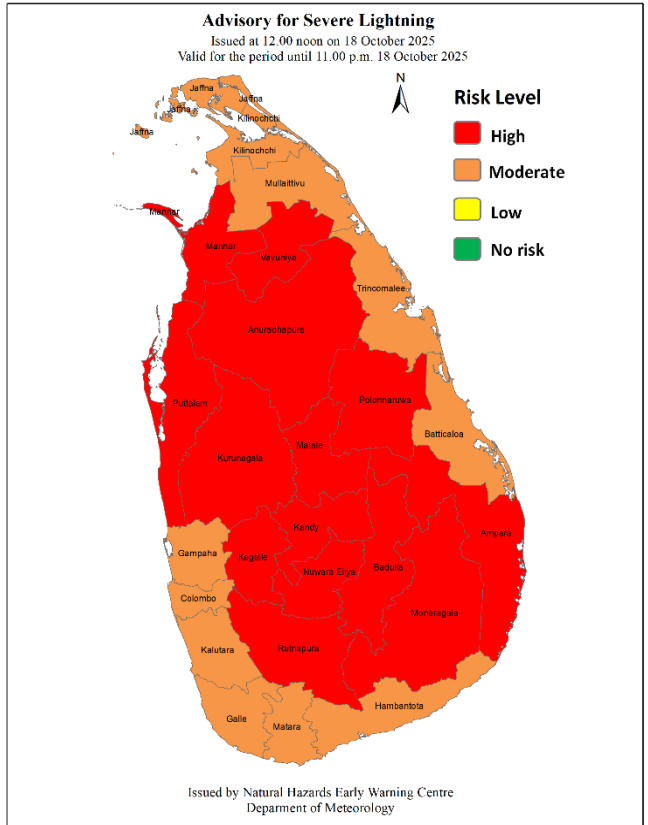 Advisory for Severe Lightning
Issued at 12.00 noon on 18 October 2025
Valid for the period until 11.00 p.m. 18 October 2025
N
Risk Level
High
Moderate
Low
No risk
Jaffna
Jaffna
Jaffna
Kilinochchi
Jaffna
Kilinochchi
Mullaittivu
Mannar
Mannar
Vavuniya
Trincomalee
Anuradhapura
Puttalam
Polonnaruwa
Batticaloa
Matale
Kurunagala
Kandy
Ampara
Gampaha
Kegalle
Nuwara Eliya
Badulla
Colombo
Moneragala
Kalutara
Ratnapura
Hambantota
Galle
Matara
Issued by Natural Hazards Early Warning Centre
Deparment of Meteorology